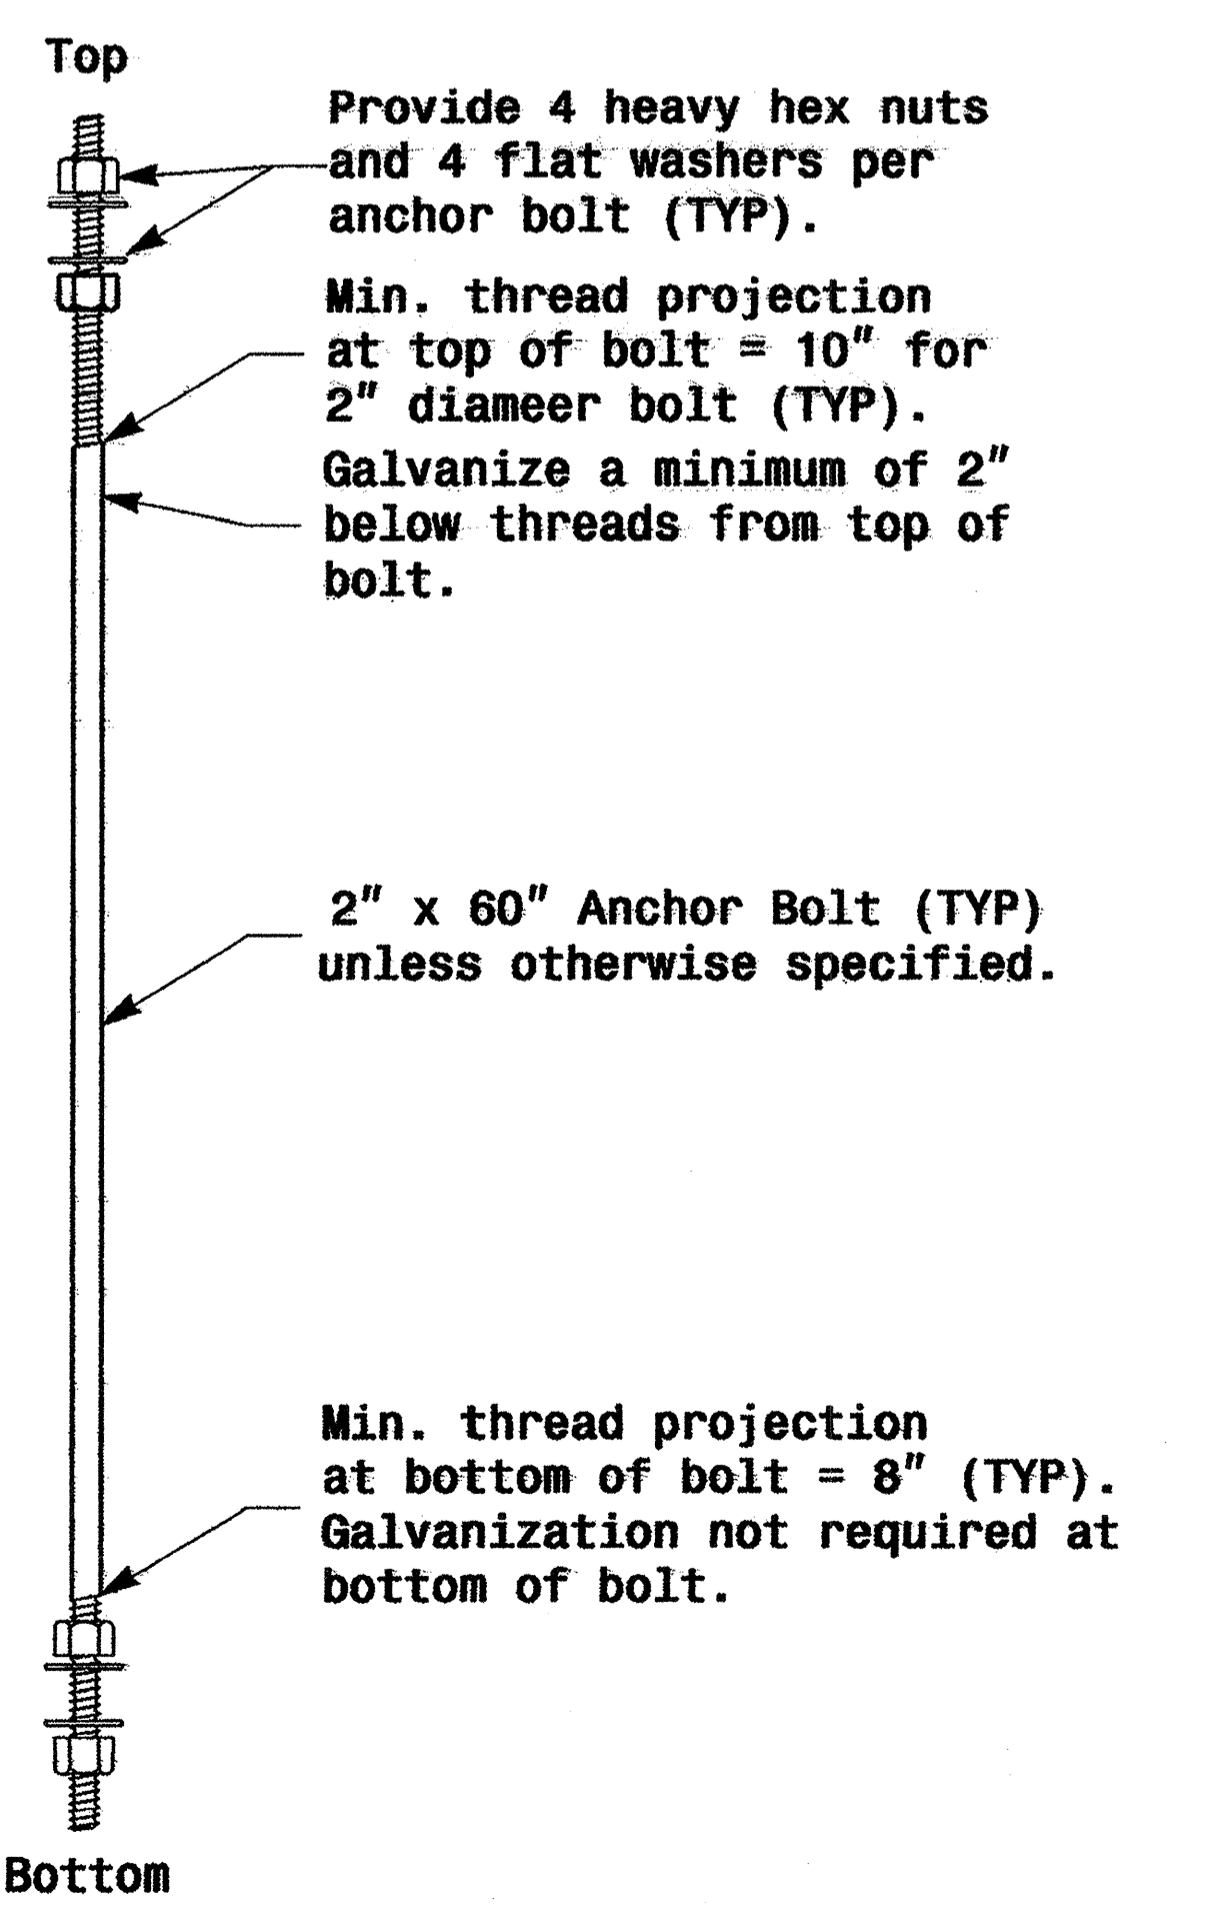 Top
Provide 4 heavy hex nuts
and 4 flat washers per
anchor bolt (TYP).
Min. thread projection
at top of bolt = 10" for
2" diameer bolt (TYP).
Galvanize a minimum of 2"
below threads from top of
bolt.
2" x 60" Anchor Bolt (TYP)
unless otherwise specified.
Min. thread projection
at bottom of bolt = 8" (TYP).
Galvanization not required at
bottom of bolt.
Bottom